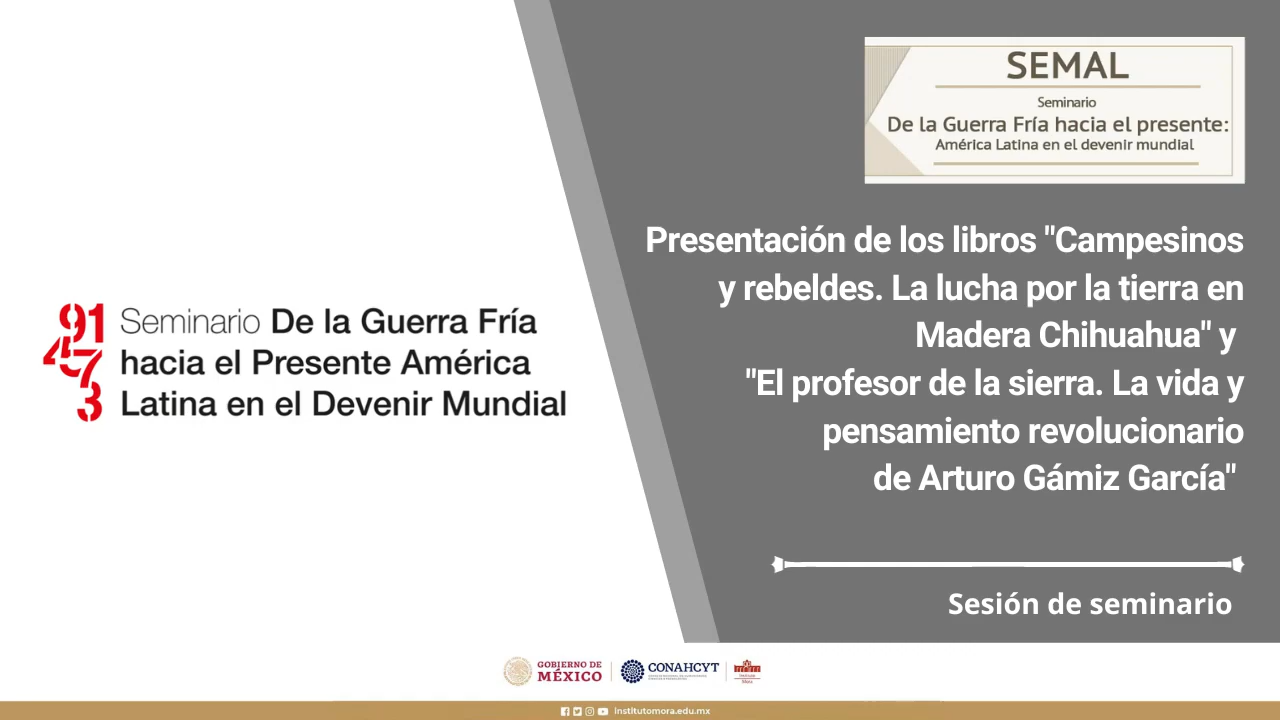 SEMAL
Seminario
De la Guerra Fría hacia el presente:
América Latina en el devenir mundial
Presentación de los libros "Campesinos
y rebeldes. La lucha por la tierra en
Madera Chihuahua" y
"El profesor de la sierra. La vida y
pensamiento revolucionario
de Arturo Gámiz García"
Sesión de seminario
91
47
3
Seminario De la Guerra Fría
hacia el Presente América
Latina en el Devenir Mundial
GOBIERNO DE
MÉXICO
CONAHCYT
institutomora.edu.mx